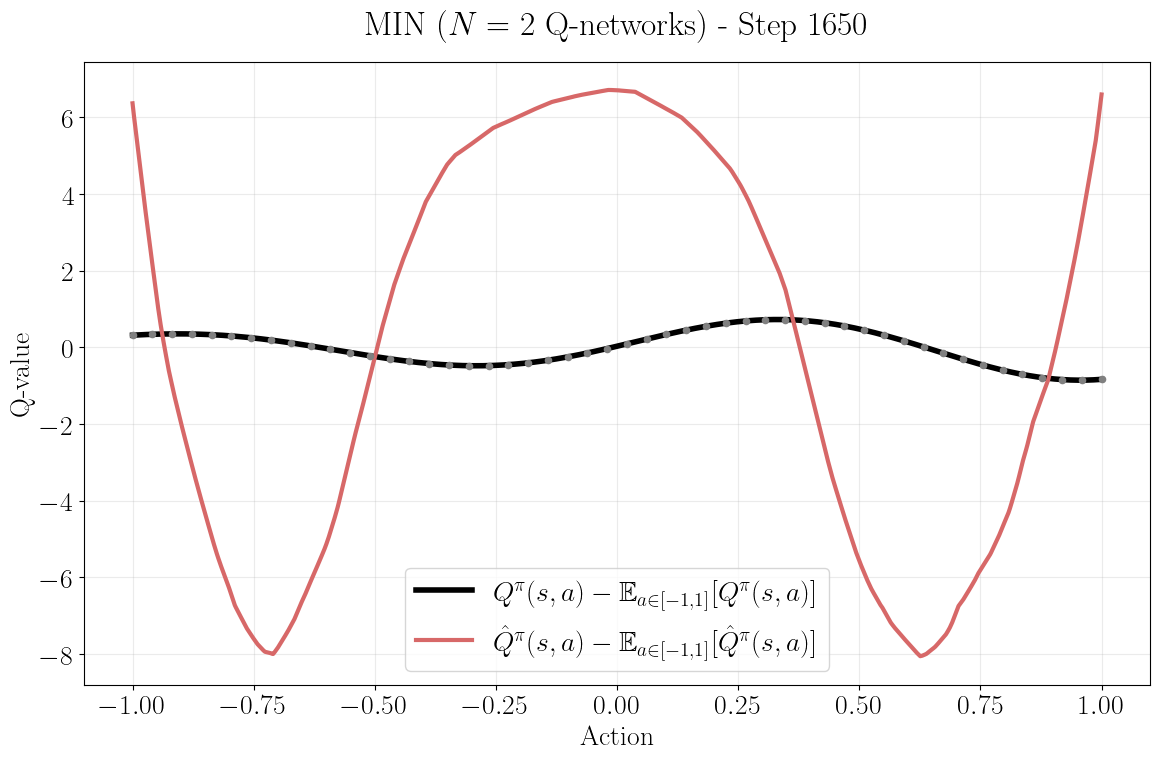 MIN (N = 2 Q-networks) - Step 1650
Q-value
6
4
2
0
−2
−4
−6
−8
Q^π(s, a) − 𝔼_{a∈[−1,1]}[Q^π(s, a)]
Q̂^π(s, a) − 𝔼_{a∈[−1,1]}[Q̂^π(s, a)]
−1.00 −0.75 −0.50 −0.25 0.00 0.25 0.50 0.75 1.00
Action